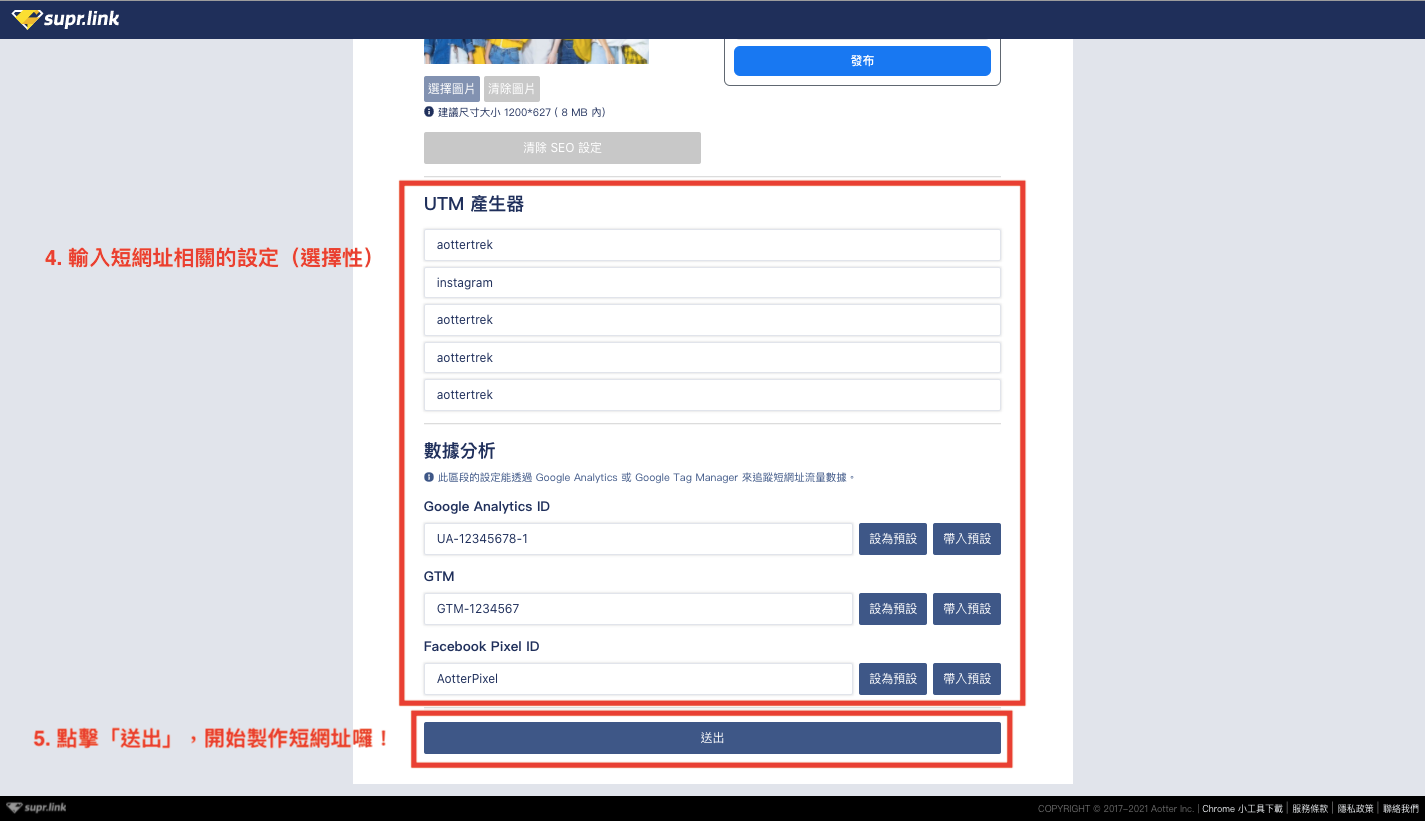 supr.link
發布
選擇圖片 清除圖片
建議尺寸大小 1200*627 ( 8 MB 內)
清除 SEO 設定
UTM 產生器
4. 輸入短網址相關的設定（選擇性）
aottertrek
instagram
aottertrek
aottertrek
aottertrek
數據分析
此區段的設定能透過 Google Analytics 或 Google Tag Manager 來追蹤短網址流量數據。
Google Analytics ID
UA-12345678-1 設為預設 帶入預設
GTM
GTM-1234567 設為預設 帶入預設
Facebook Pixel ID
AotterPixel 設為預設 帶入預設
5. 點擊「送出」，開始製作短網址囉！
送出
supr.link COPYRIGHT © 2017-2021 Aotter Inc. | Chrome 小工具下載 | 服務條款 | 隱私政策 | 聯絡我們